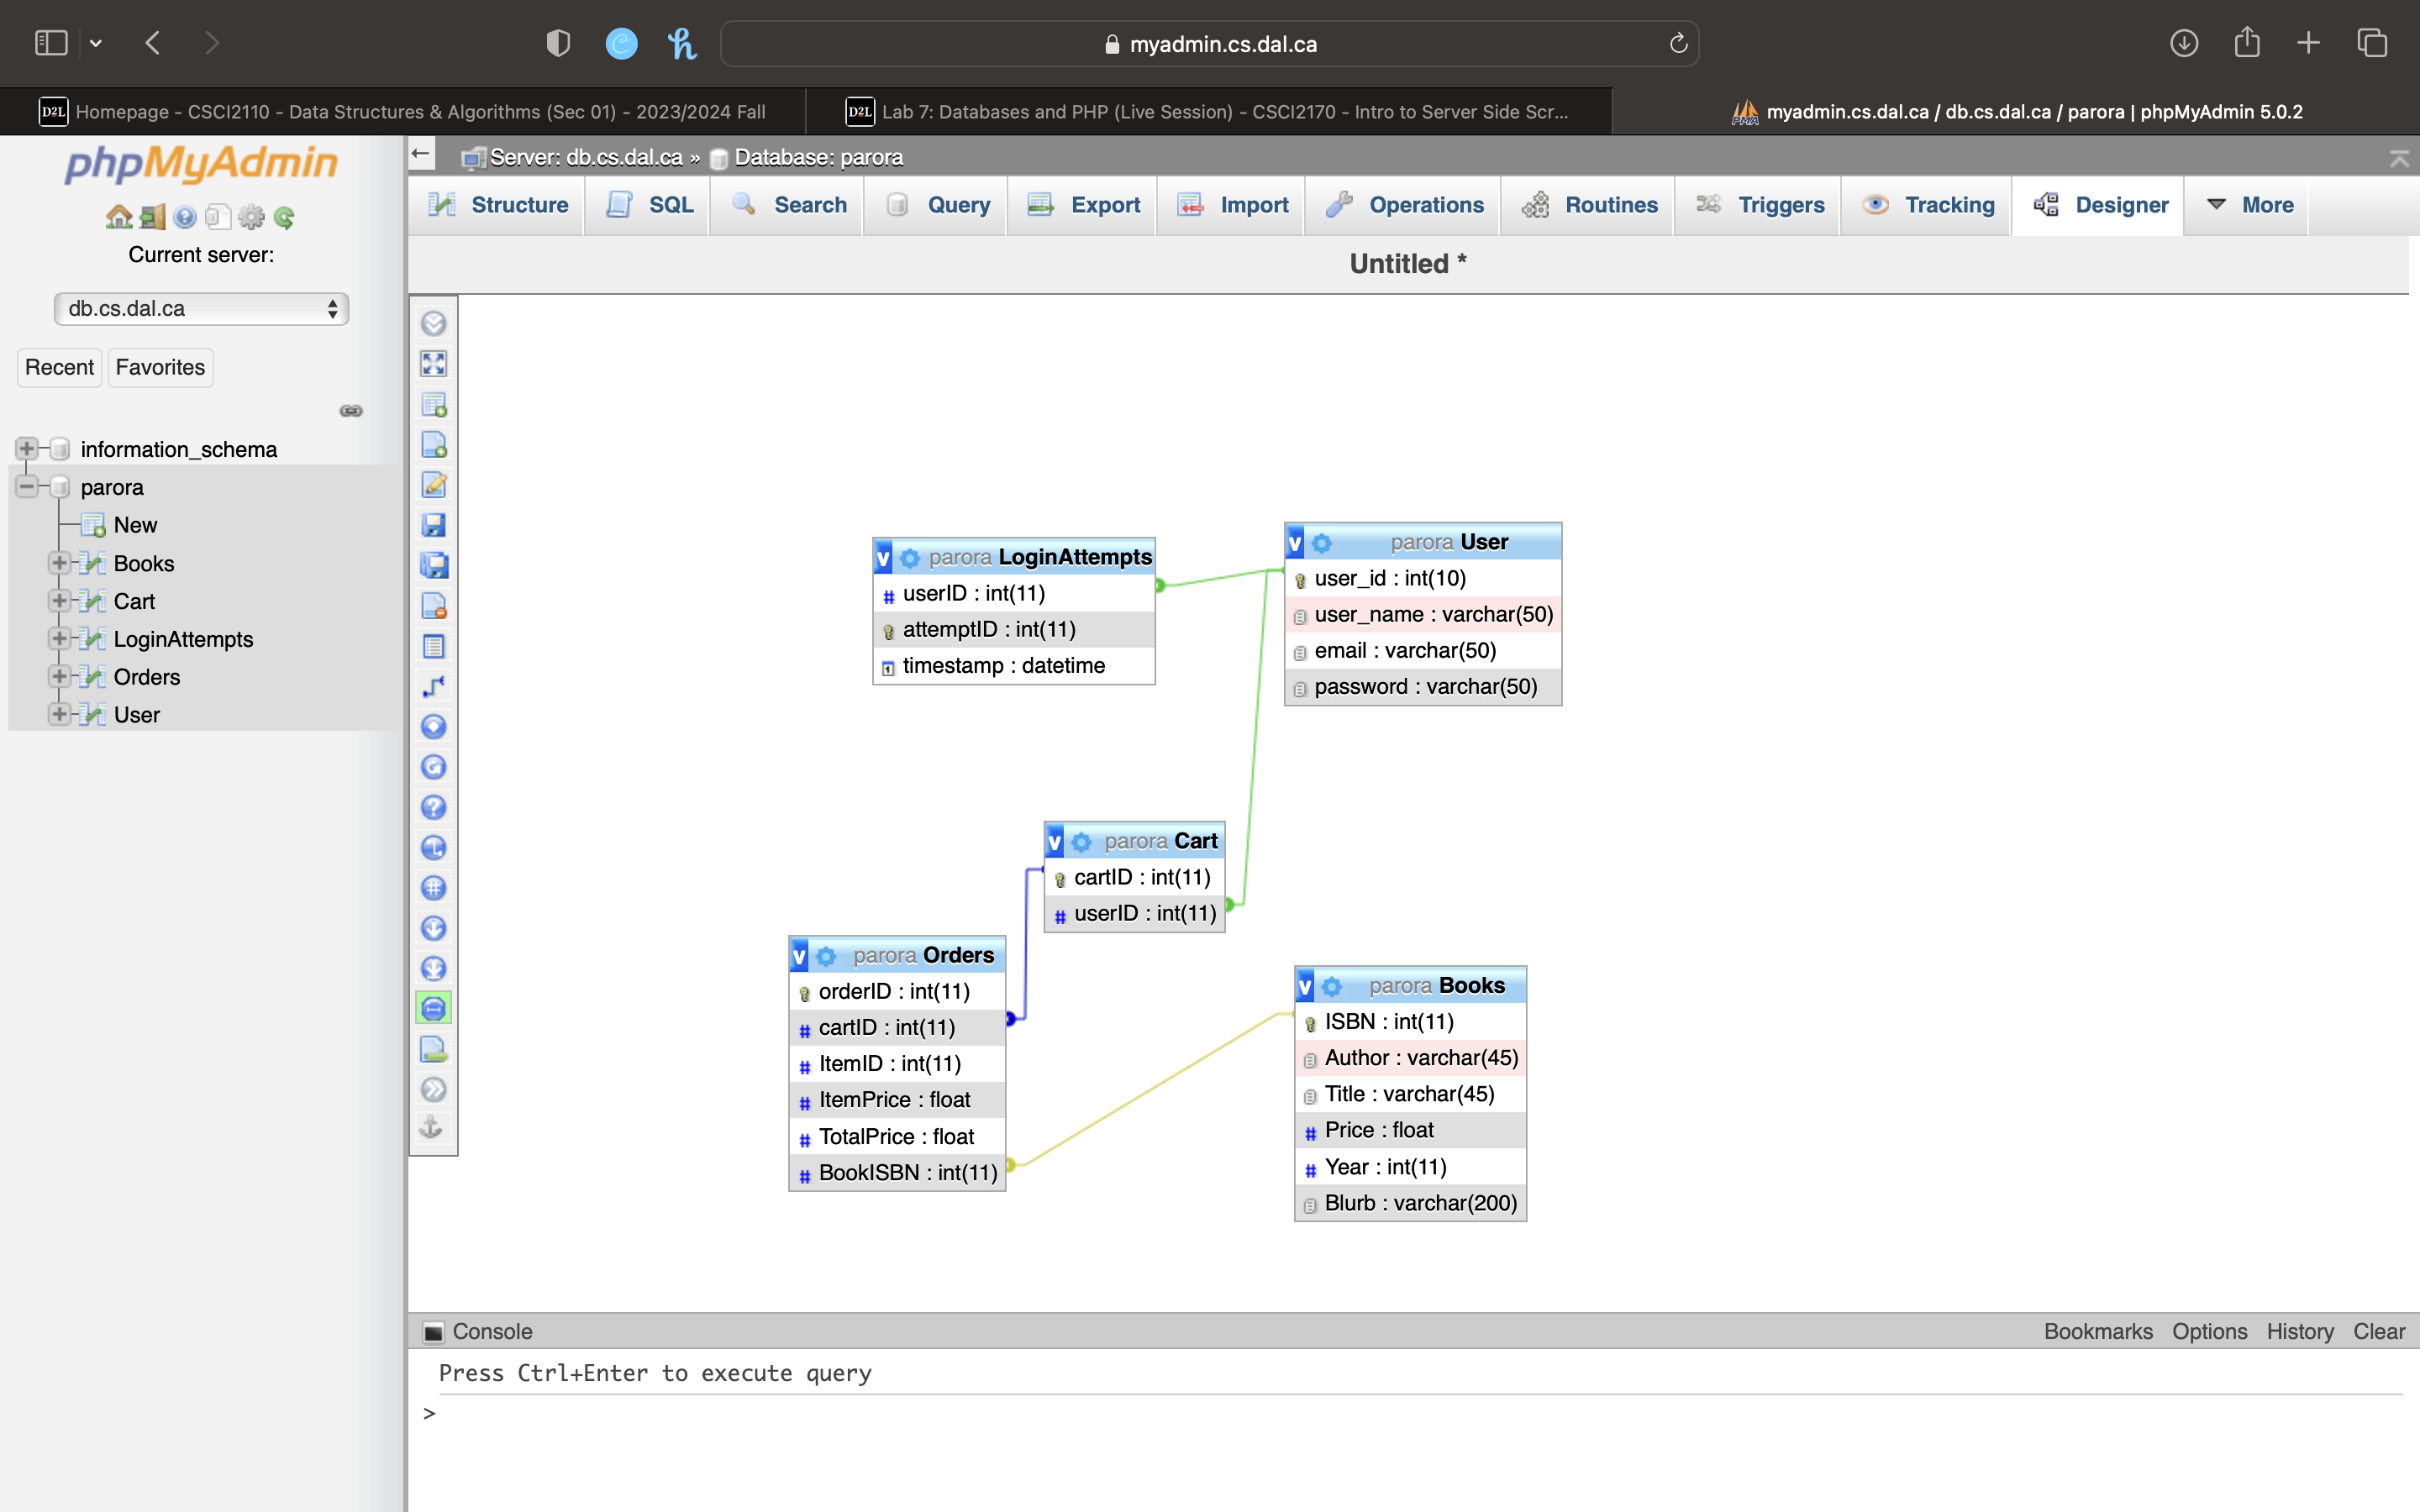 myadmin.cs.dal.ca
D2L Homepage - CSCI2110 - Data Structures & Algorithms (Sec 01) - 2023/2024 Fall
D2L Lab 7: Databases and PHP (Live Session) - CSCI2170 - Intro to Server Side Scr...
PMA myadmin.cs.dal.ca / db.cs.dal.ca / parora | phpMyAdmin 5.0.2
phpMyAdmin
Current server:
db.cs.dal.ca
Recent Favorites
information_schema
parora
New
Books
Cart
LoginAttempts
Orders
User
Server: db.cs.dal.ca » Database: parora
Structure SQL Search Query Export Import Operations Routines Triggers Tracking Designer More
Untitled *
v parora LoginAttempts
# userID : int(11)
attemptID : int(11)
timestamp : datetime
v parora User
user_id : int(10)
user_name : varchar(50)
email : varchar(50)
password : varchar(50)
v parora Cart
cartID : int(11)
# userID : int(11)
v parora Orders
orderID : int(11)
# cartID : int(11)
# ItemID : int(11)
# ItemPrice : float
# TotalPrice : float
# BookISBN : int(11)
v parora Books
ISBN : int(11)
Author : varchar(45)
Title : varchar(45)
# Price : float
# Year : int(11)
Blurb : varchar(200)
Console
Bookmarks Options History Clear
Press Ctrl+Enter to execute query
>